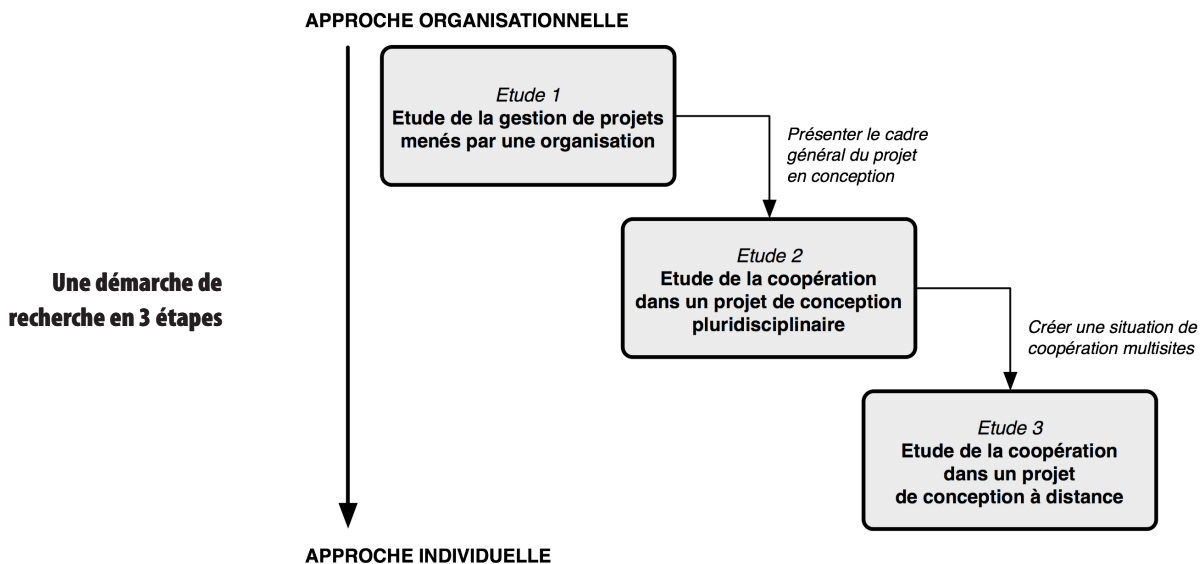 APPROCHE ORGANISATIONNELLE
Etude 1
Etude de la gestion de projets
menés par une organisation
Présenter le cadre
général du projet
en conception
Etude 2
Etude de la coopération
dans un projet de conception
pluridisciplinaire
Une démarche de
recherche en 3 étapes
Créer une situation de
coopération multisites
Etude 3
Etude de la coopération
dans un projet
de conception à distance
APPROCHE INDIVIDUELLE